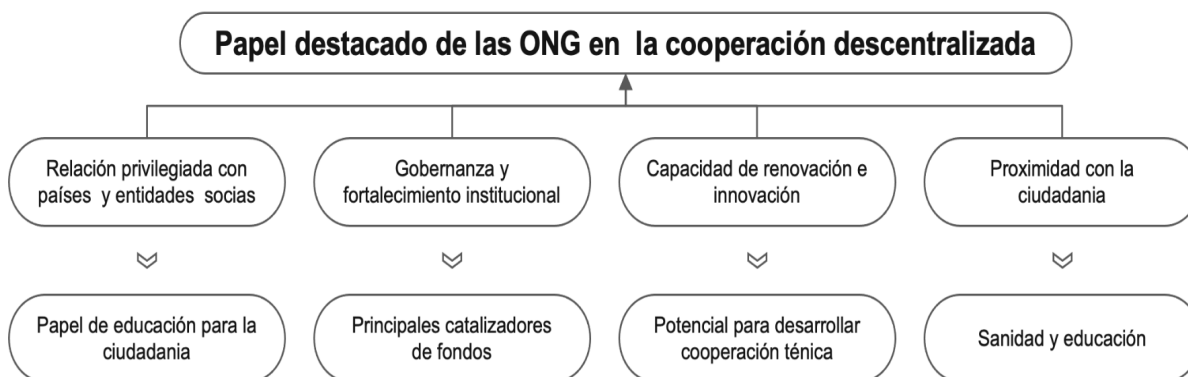 Papel destacado de las ONG en la cooperación descentralizada
Relación privilegiada con
países y entidades socias
Gobernanza y
fortalecimiento institucional
Capacidad de renovación e
innovación
Proximidad con la
ciudadania
Papel de educación para la
ciudadania
Principales catalizadores
de fondos
Potencial para desarrollar
cooperación ténica
Sanidad y educación